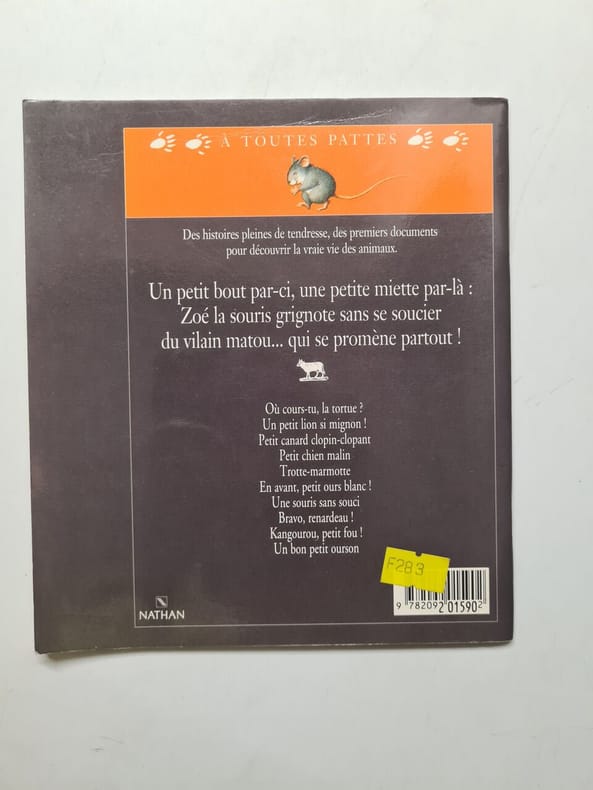 À TOUTES PATTES
Des histoires pleines de tendresse, des premiers documents
pour découvrir la vraie vie des animaux.
Un petit bout par-ci, une petite miette par-là :
Zoé la souris grignote sans se soucier
du vilain matou... qui se promène partout !
Où cours-tu, la tortue ?
Un petit lion si mignon !
Petit canard clopin-clopant
Petit chien malin
Trotte-marmotte
En avant, petit ours blanc !
Une souris sans souci
Bravo, renardeau !
Kangourou, petit fou !
Un bon petit ourson
F283
9 782092 015902
NATHAN